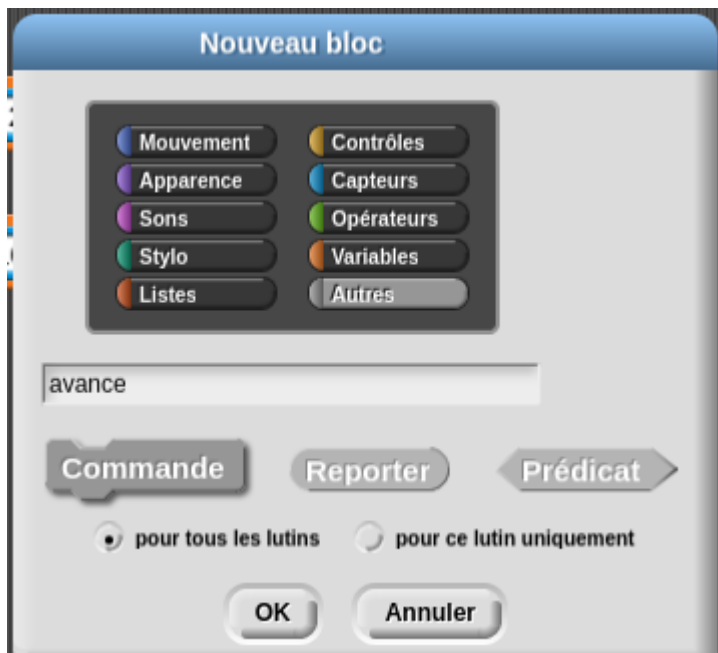 Nouveau bloc
Mouvement Contrôles
Apparence Capteurs
Sons Opérateurs
Stylo Variables
Listes Autres
avance
Commande Reporter Prédicat
pour tous les lutins pour ce lutin uniquement
OK Annuler